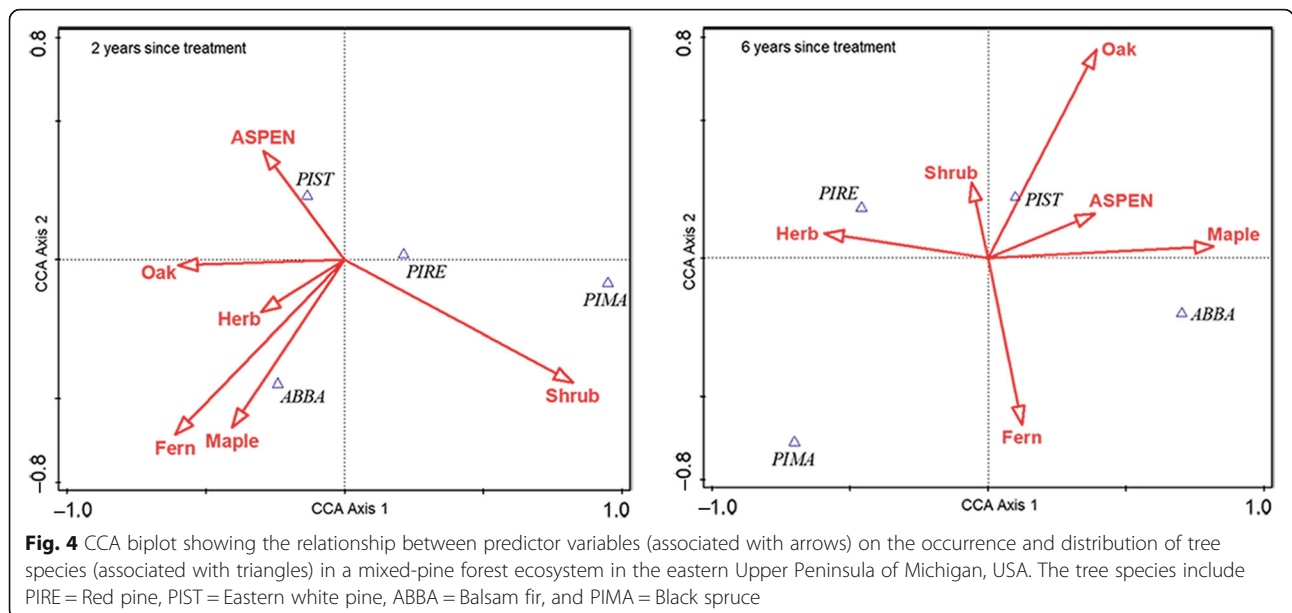 2 years since treatment
0.8
CCA Axis 2
−0.8
ASPEN
PIST
Oak
PIRE
PIMA
Herb
ABBA
Shrub
Fern
Maple
−1.0
CCA Axis 1
1.0
6 years since treatment
0.8
CCA Axis 2
−0.8
Oak
Shrub
PIST
PIRE
ASPEN
Herb
Maple
ABBA
Fern
PIMA
−1.0
CCA Axis 1
1.0
Fig. 4 CCA biplot showing the relationship between predictor variables (associated with arrows) on the occurrence and distribution of tree
species (associated with triangles) in a mixed-pine forest ecosystem in the eastern Upper Peninsula of Michigan, USA. The tree species include
PIRE = Red pine, PIST = Eastern white pine, ABBA = Balsam fir, and PIMA = Black spruce